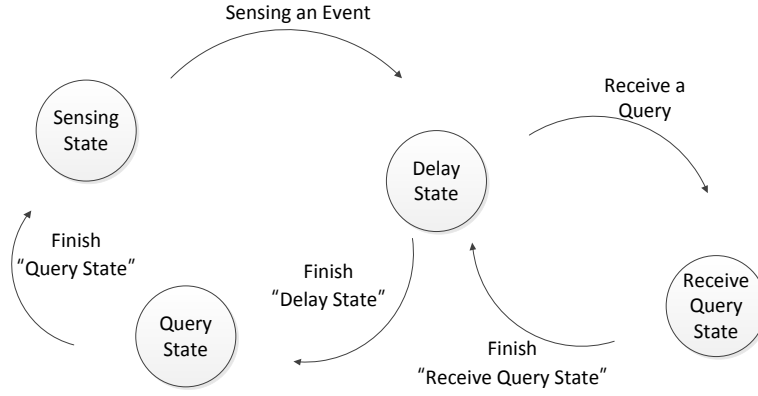 Sensing an Event
Sensing
State
Receive a
Query
Delay
State
Finish
“Query State”
Finish
“Delay State”
Receive
Query
State
Query
State
Finish
“Receive Query State”